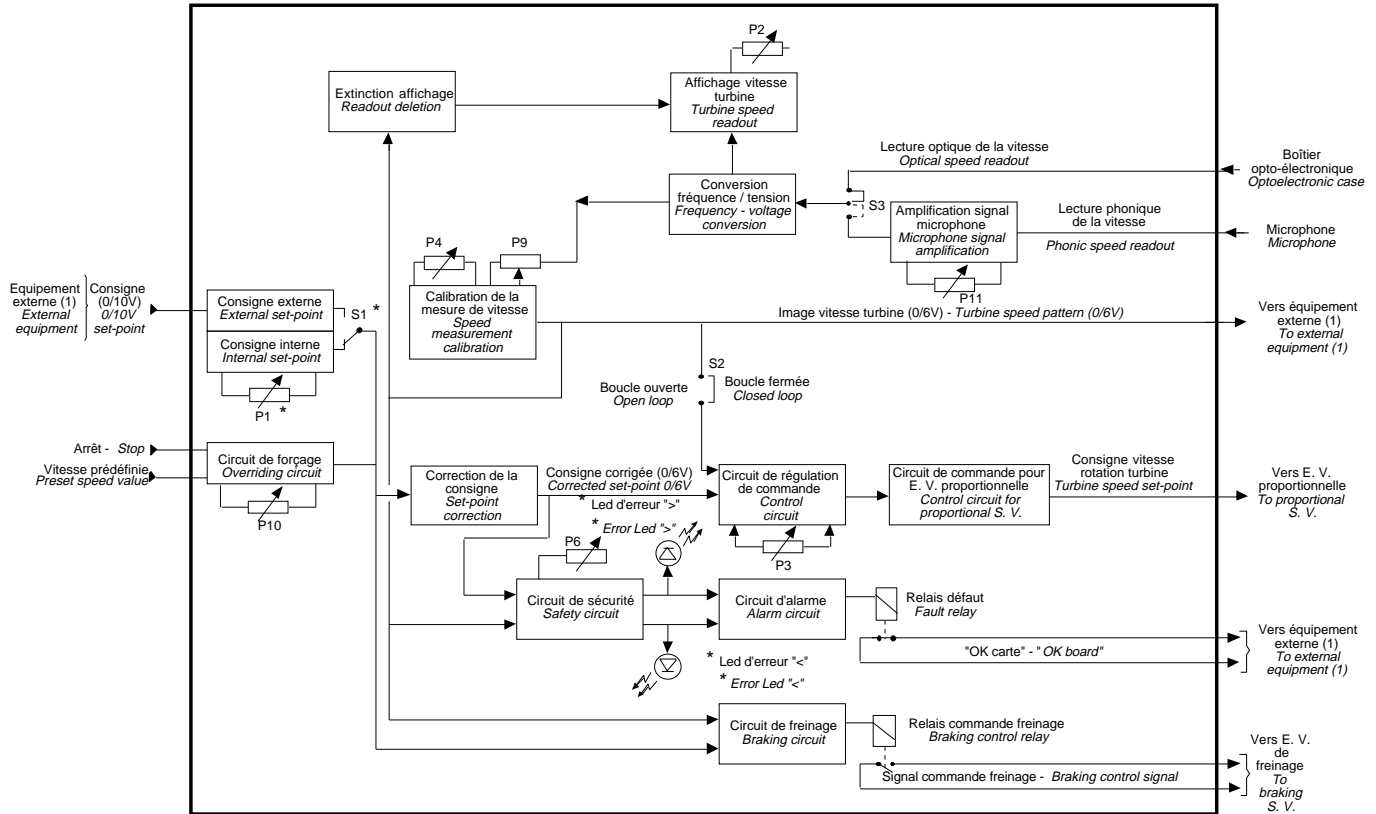 P2
Extinction affichage
Readout deletion
Affichage vitesse
turbine
Turbine speed
readout
Lecture optique de la vitesse
Optical speed readout
Boîtier
opto-électronique
Optoelectronic case
Conversion
fréquence / tension
Frequency - voltage
conversion
S3
Amplification signal
microphone
Microphone signal
amplification
Lecture phonique
de la vitesse
Phonic speed readout
Microphone
Microphone
P11
P4
P9
Calibration de la
mesure de vitesse
Speed
measurement
calibration
Equipement
externe (1)
External
equipment
Consigne
(0/10V)
0/10V
set-point
Consigne externe
External set-point
S1 *
Consigne interne
Internal set-point
P1 *
Image vitesse turbine (0/6V) - Turbine speed pattern (0/6V)
Vers équipement
externe (1)
To external
equipment (1)
S2
Boucle ouverte
Open loop
Boucle fermée
Closed loop
Arrêt - Stop
Vitesse prédéfinie
Preset speed value
Circuit de forçage
Overriding circuit
P10
Correction de la
consigne
Set-point
correction
Consigne corrigée (0/6V)
Corrected set-point 0/6V
* Led d'erreur ">"
* Error Led ">"
Circuit de régulation
de commande
Control
circuit
P3
Circuit de commande pour
E. V. proportionnelle
Control circuit for
proportional S. V.
Consigne vitesse
rotation turbine
Turbine speed set-point
Vers E. V.
proportionnelle
To proportional
S. V.
P6
Circuit de sécurité
Safety circuit
Circuit d'alarme
Alarm circuit
Relais défaut
Fault relay
"OK carte" - "OK board"
Vers équipement
externe (1)
To external
equipment (1)
* Led d'erreur "<"
* Error Led "<"
Circuit de freinage
Braking circuit
Relais commande freinage
Braking control relay
Signal commande freinage - Braking control signal
Vers E. V.
de
freinage
To
braking
S. V.